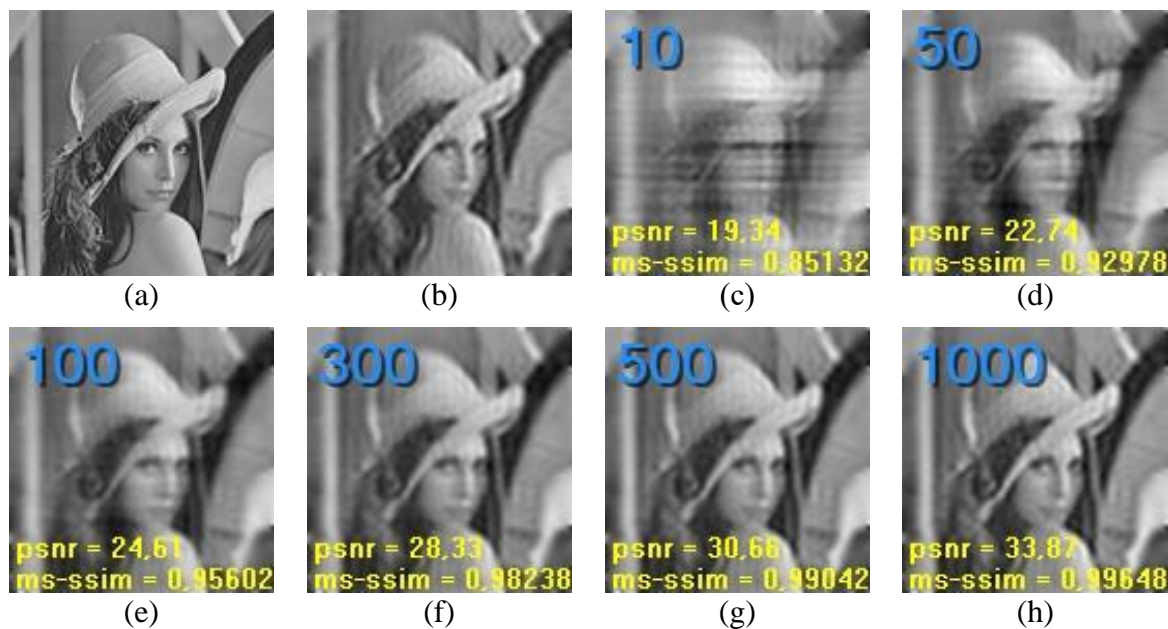 10
50
psnr = 19,34
ms-ssim = 0,85132
psnr = 22,74
ms-ssim = 0,92978
(a)
(b)
(c)
(d)
100
300
500
1000
psnr = 24,61
ms-ssim = 0,95602
psnr = 28,33
ms-ssim = 0,98238
psnr = 30,66
ms-ssim = 0,99042
psnr = 33,87
ms-ssim = 0,99648
(e)
(f)
(g)
(h)